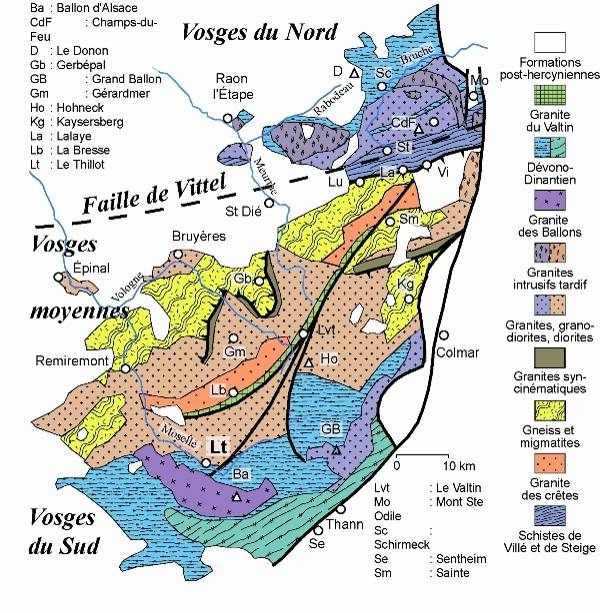 Ba : Ballon d'Alsace
CdF : Champs-du-
Feu
D : Le Donon
Gb : Gerbépal
GB : Grand Ballon
Gm : Gérardmer
Ho : Hohneck
Kg : Kaysersberg
La : Lalaye
Lb : La Bresse
Lt : Le Thillot
Vosges du Nord
Raon
l'Étape
D
Sc
Bruche
Mo
Rabodeau
CdF
St
Meurthe
Lu
La
Vi
Faille de Vittel
St Dié
Sm
Vosges
moyennes
Bruyères
Épinal
Vologne
Gb
Kg
Remiremont
Gm
Lvt
Ho
Colmar
Lb
Moselle
Lt
GB
Ba
Vosges
du Sud
Thann
Se
0 10 km
Lvt : Le Valtin
Mo : Mont Ste
Odile
Sc :
Schirmeck
Se : Sentheim
Sm : Sainte
Formations
post-hercyniennes
Granite
du Valtin
Dévono-
Dinantien
Granite
des Ballons
Granites
intrusifs tardif
Granites, grano-
diorites, diorites
Granites syn-
cinématiques
Gneiss et
migmatites
Granite
des crêtes
Schistes de
Villé et de Steige